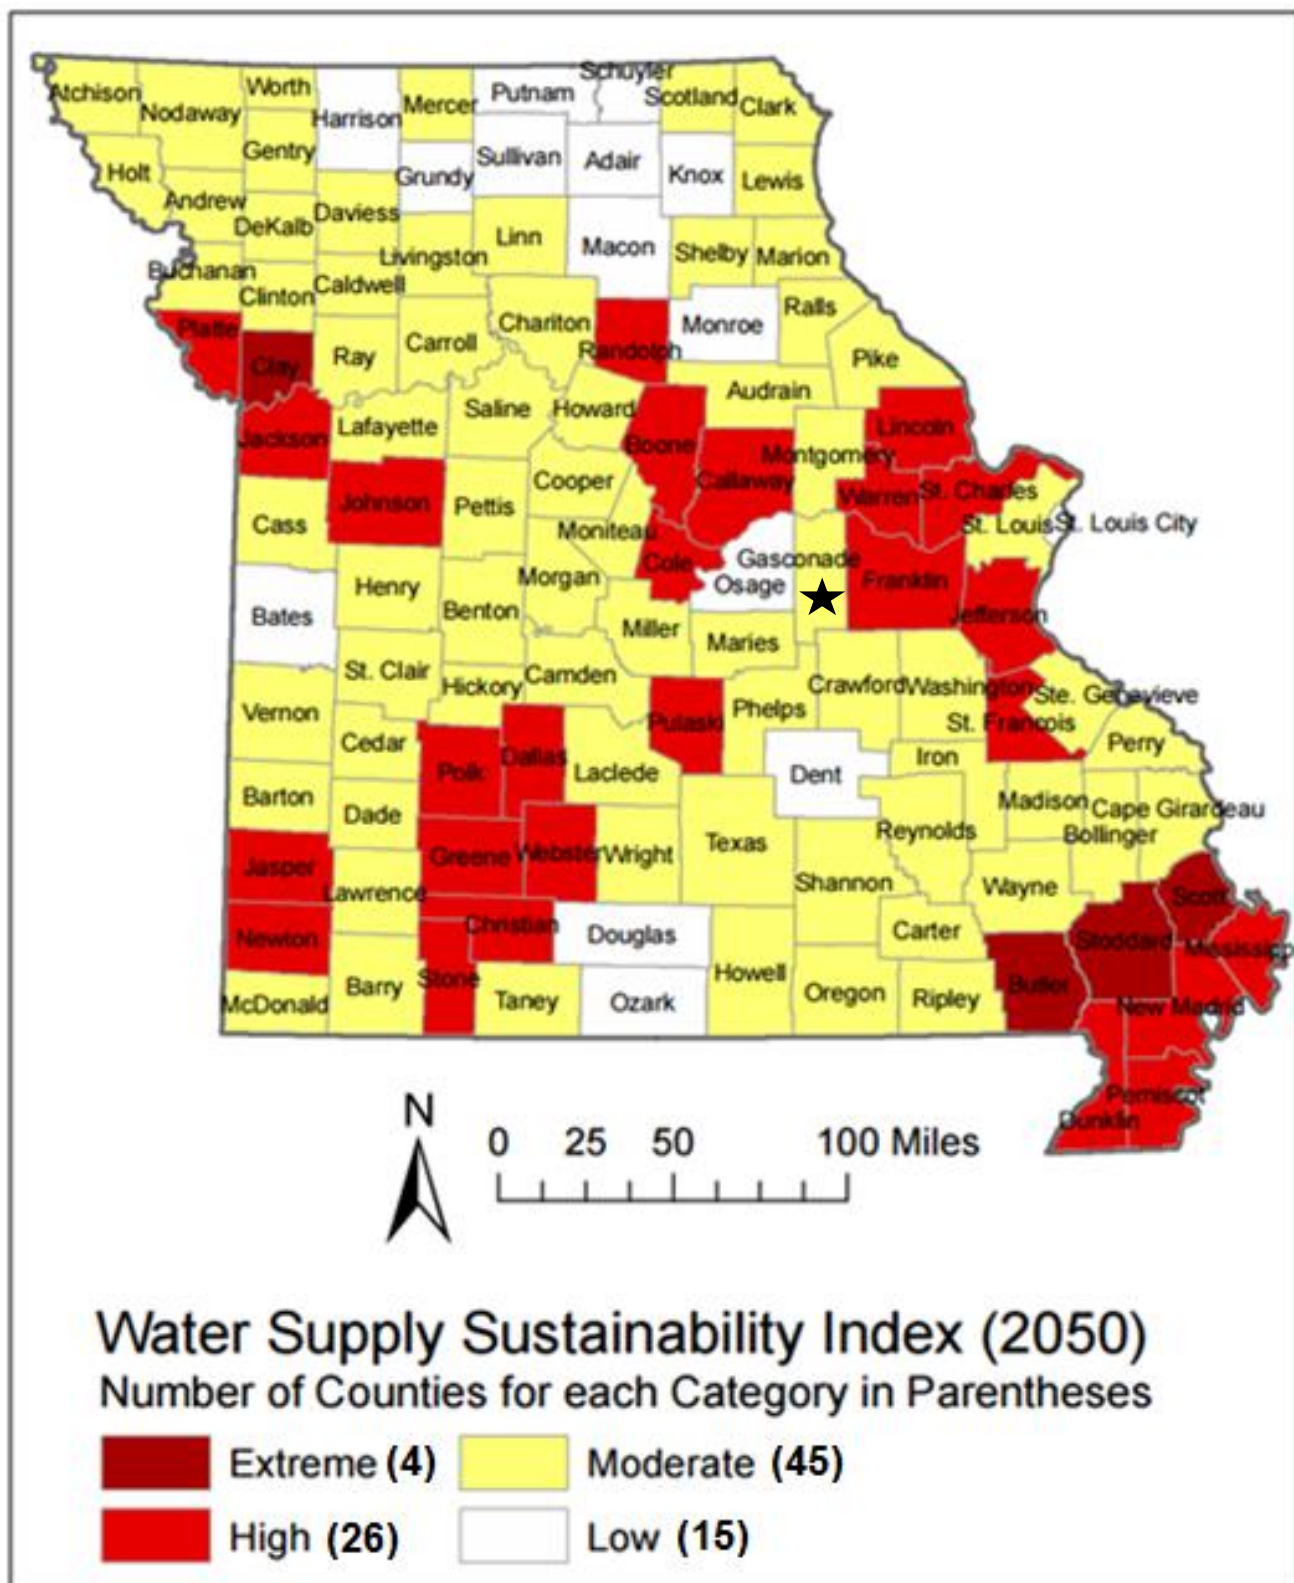 Schuyler
Atchison Nodaway Worth Harrison Mercer Putnam Scotland Clark
Holt Gentry Grundy Sullivan Adair Knox Lewis
Andrew DeKalb Daviess Livingston Linn Macon Shelby Marion
Buchanan Clinton Caldwell Chariton Monroe Ralls
Platte Clay Ray Carroll Randolph Pike
Jackson Lafayette Saline Howard Boone Audrain Lincoln
Johnson Pettis Cooper Callaway Montgomery Warren St. Charles
Cass Moniteau St. Louis St. Louis City
Henry Morgan Cole Osage Gasconade Franklin
Bates Benton Miller Maries Jefferson
St. Clair Hickory Camden Crawford Washington Ste. Genevieve
Vernon Cedar Pulaski Phelps St. Francois Perry
Polk Dallas Laclede Dent Iron
Barton Dade Madison Cape Girardeau
Jasper Greene Webster Wright Texas Reynolds Bollinger
Lawrence Shannon Wayne Scott
Newton Christian Douglas Carter Stoddard Mississipp
McDonald Barry Stone Taney Ozark Howell Oregon Ripley Butler New Madrid
Pemiscot
Dunklin
N
0 25 50 100 Miles
Water Supply Sustainability Index (2050)
Number of Counties for each Category in Parentheses
Extreme (4) Moderate (45)
High (26) Low (15)